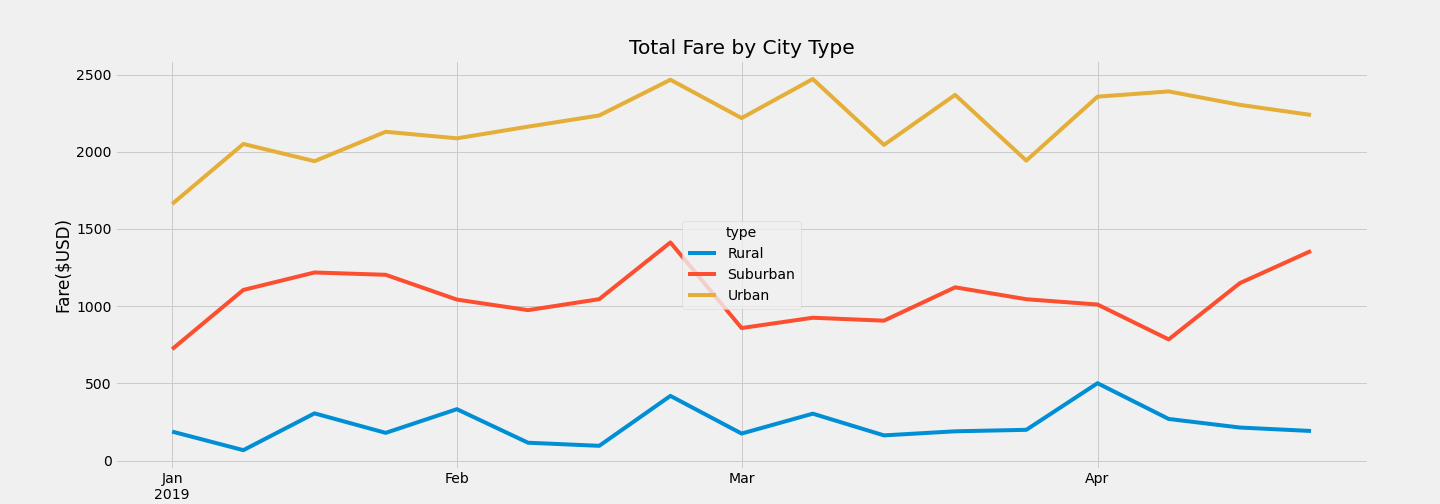 Total Fare by City Type
Fare($USD)
2500
2000
1500
1000
500
0
type
Rural
Suburban
Urban
Jan Feb Mar Apr
2019